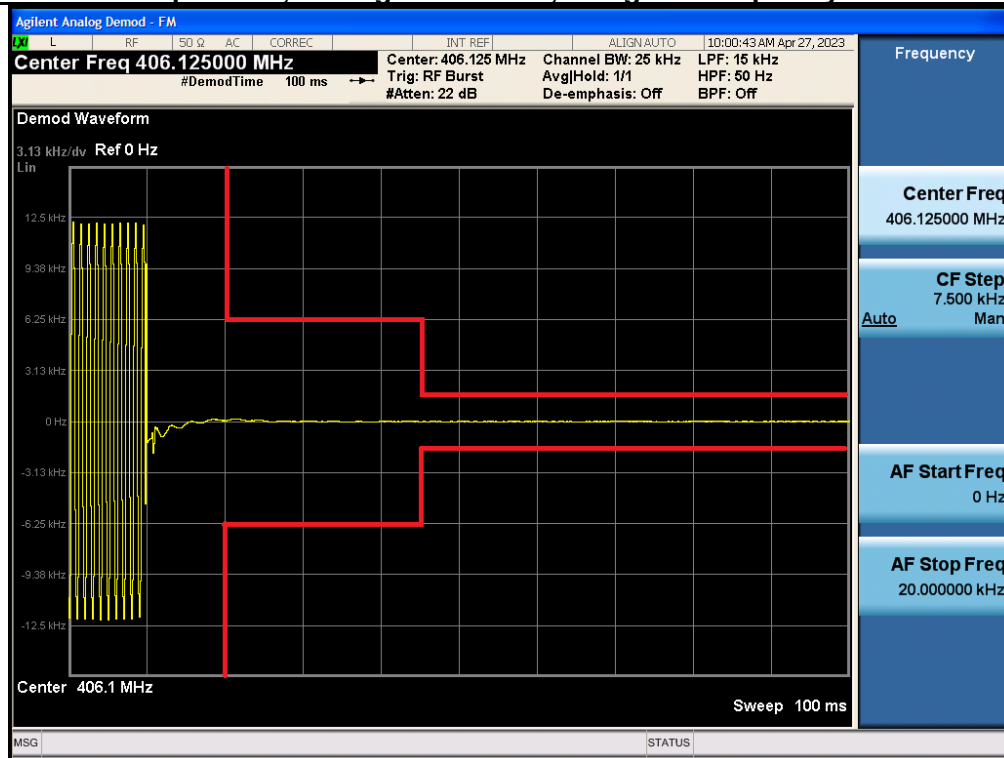 Agilent Analog Demod - FM
LXI L RF 50 Ω AC CORREC INT REF ALIGN AUTO 10:00:43 AM Apr 27, 2023
Center Freq 406.125000 MHz
#DemodTime 100 ms
Center: 406.125 MHz
Trig: RF Burst
#Atten: 22 dB
Channel BW: 25 kHz
Avg|Hold: 1/1
De-emphasis: Off
LPF: 15 kHz
HPF: 50 Hz
BPF: Off
Demod Waveform
3.13 kHz/dv Ref 0 Hz
Lin
12.5 kHz
9.38 kHz
6.25 kHz
3.13 kHz
0 Hz
-3.13 kHz
-6.25 kHz
-9.38 kHz
-12.5 kHz
Center 406.1 MHz
Sweep 100 ms
Frequency
Center Freq
406.125000 MHz
CF Step
7.500 kHz
Auto Man
AF Start Freq
0 Hz
AF Stop Freq
20.000000 kHz
MSG STATUS